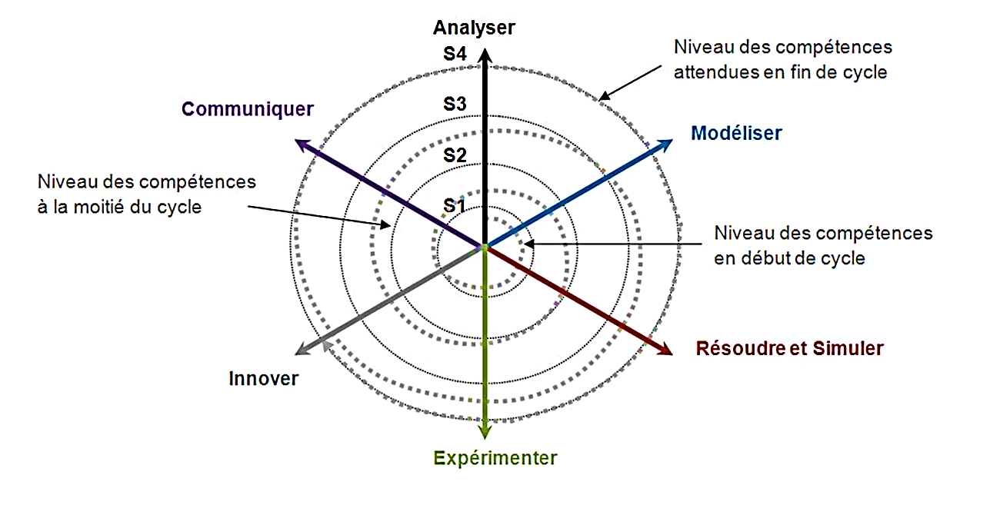 Analyser
S4
Niveau des compétences
attendues en fin de cycle
S3
Communiquer
Modéliser
S2
Niveau des compétences
à la moitié du cycle
S1
Niveau des compétences
en début de cycle
Résoudre et Simuler
Innover
Expérimenter